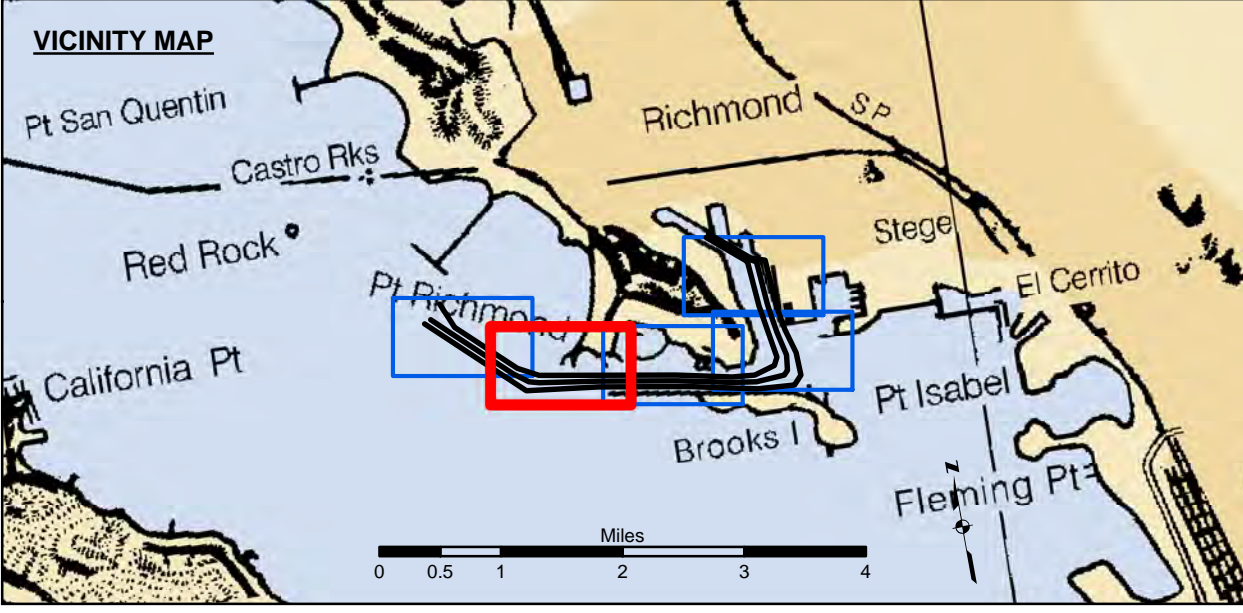 VICINITY MAP
Pt San Quentin
Richmond
S P
Castro Rks
Stege
Red Rock
El Cerrito
Pt Richmond
California Pt
Pt Isabel
Brooks I
Fleming Pt
N
Miles
0 0.5 1 2 3 4